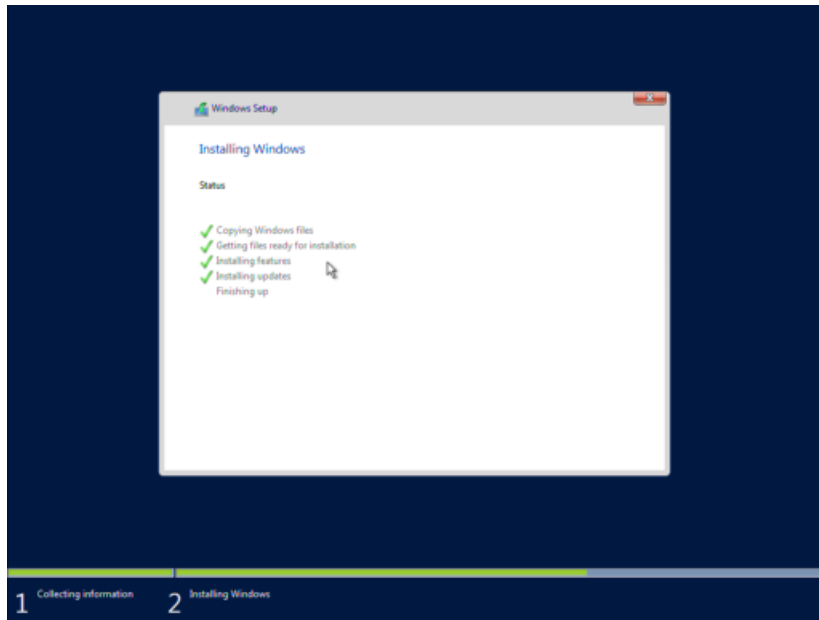 Windows Setup
Installing Windows
Status
Copying Windows files
Getting files ready for installation
Installing features
Installing updates
Finishing up
1 Collecting information 2 Installing Windows